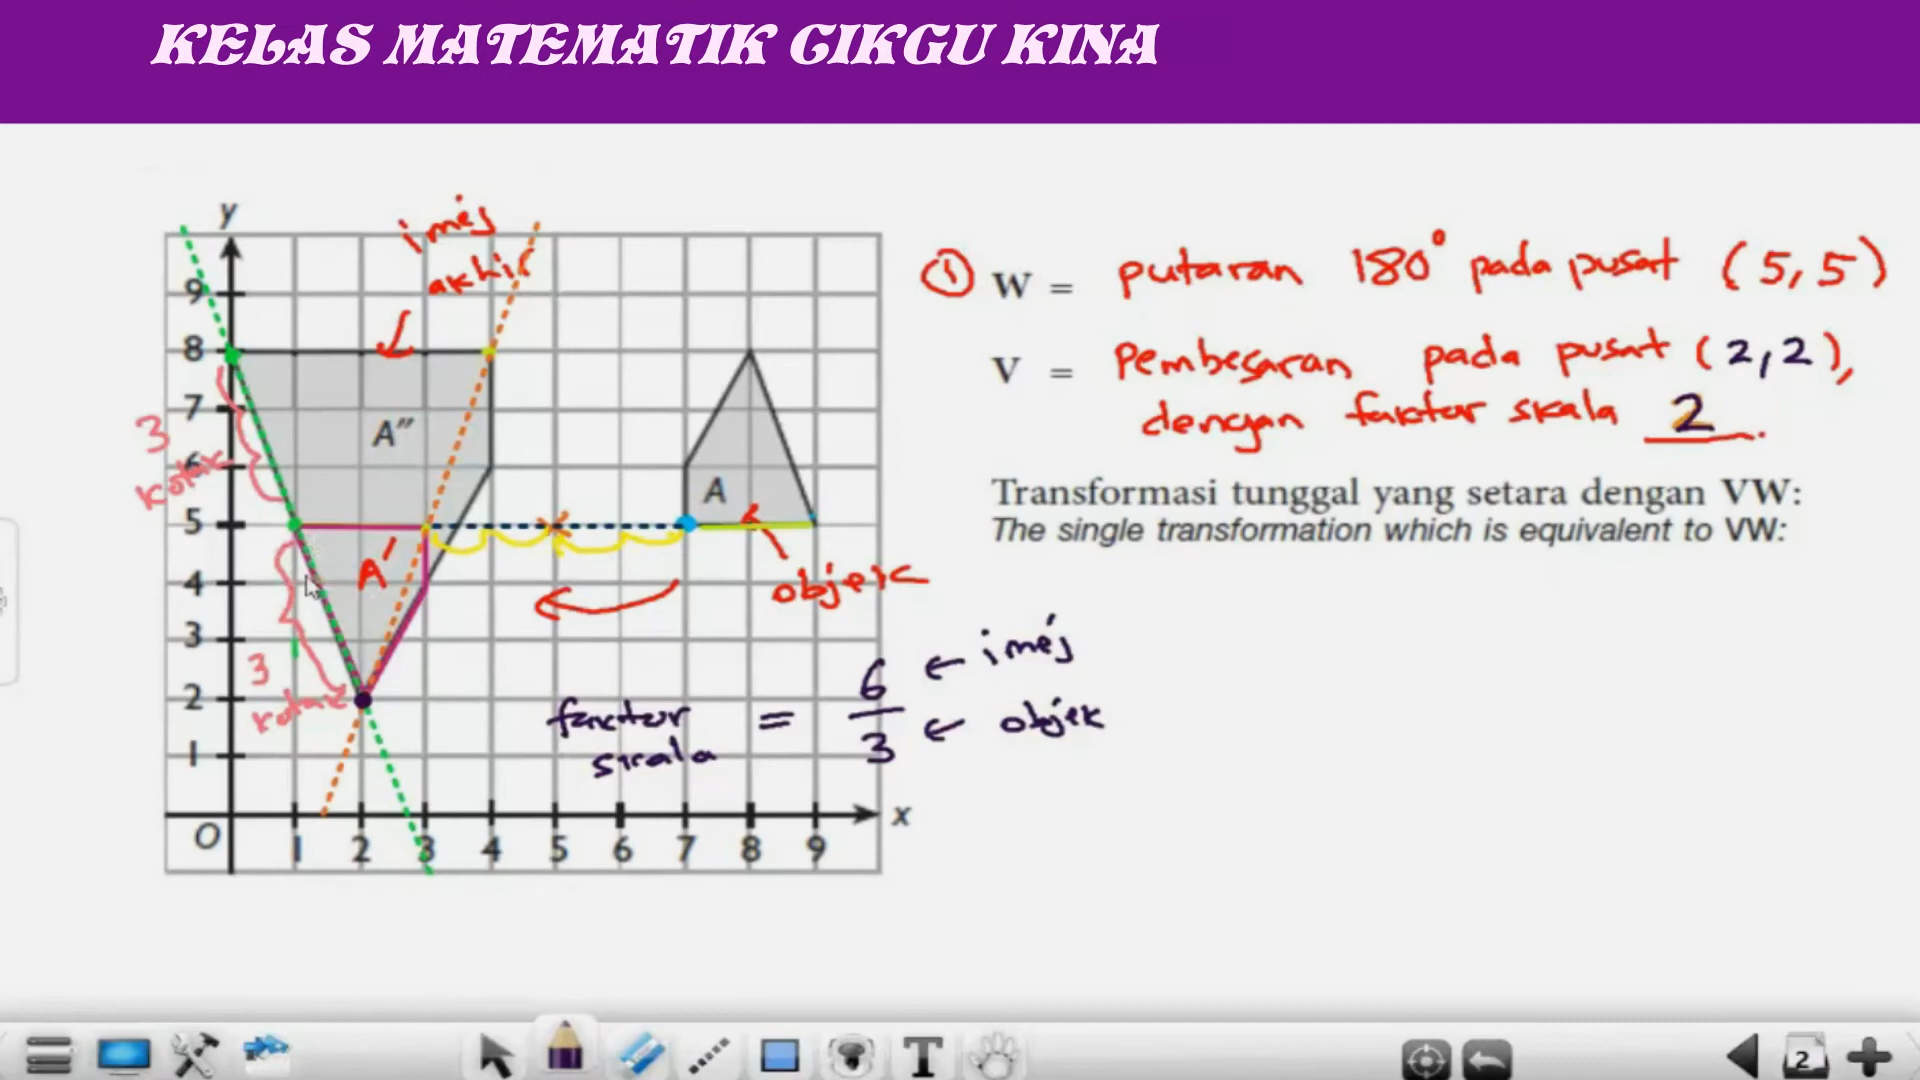 KELAS MATEMATIK CIKGU KINA
y
imej
akhir
9
8
7
6
5
4
3
2
1
A″
A
A′
3
kotak
3
kotak
objek
O
1 2 3 4 5 6 7 8 9
x
faktor skala = 6/3
← imej
← objek
① W = putaran 180° pada pusat (5,5)
V = Pembesaran pada pusat (2,2),
dengan faktor skala 2.
Transformasi tunggal yang setara dengan VW:
The single transformation which is equivalent to VW:
T
2